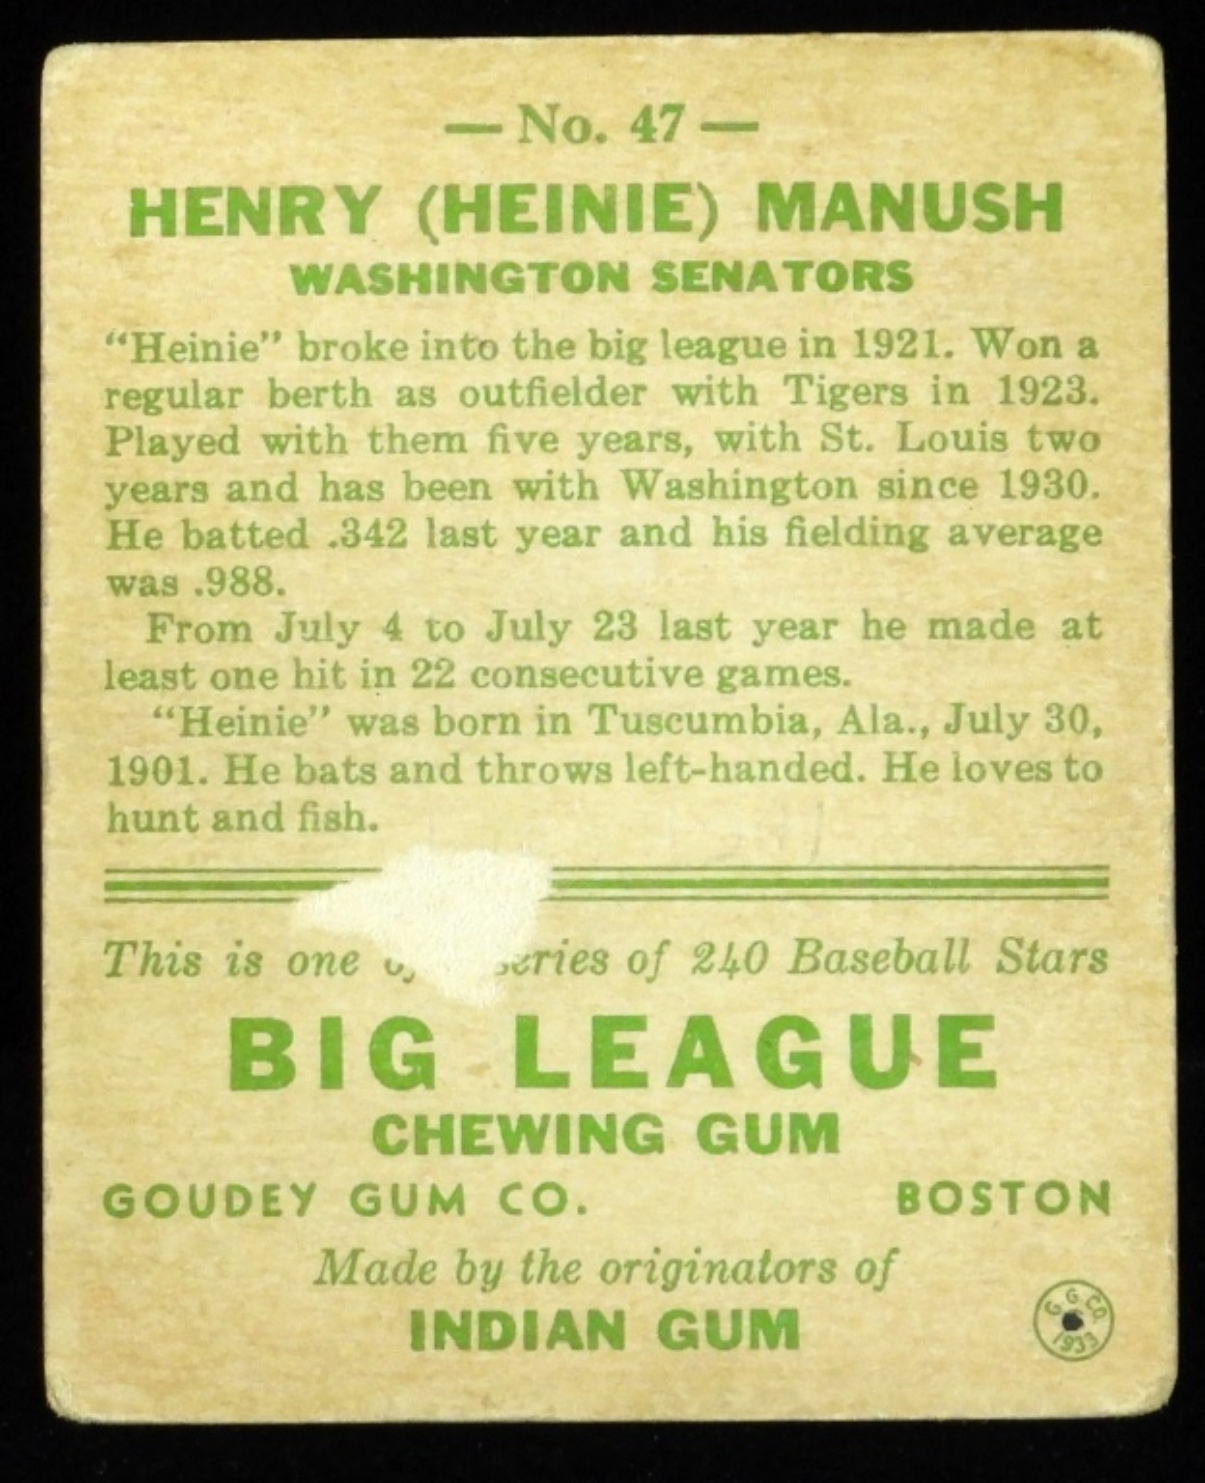 — No. 47 —
HENRY (HEINIE) MANUSH
WASHINGTON SENATORS
“Heinie” broke into the big league in 1921. Won a
regular berth as outfielder with Tigers in 1923.
Played with them five years, with St. Louis two
years and has been with Washington since 1930.
He batted .342 last year and his fielding average
was .988.
From July 4 to July 23 last year he made at
least one hit in 22 consecutive games.
“Heinie” was born in Tuscumbia, Ala., July 30,
1901. He bats and throws left-handed. He loves to
hunt and fish.
This is one of series of 240 Baseball Stars
BIG LEAGUE
CHEWING GUM
GOUDEY GUM CO. BOSTON
Made by the originators of
INDIAN GUM
G. G. CO.
1933